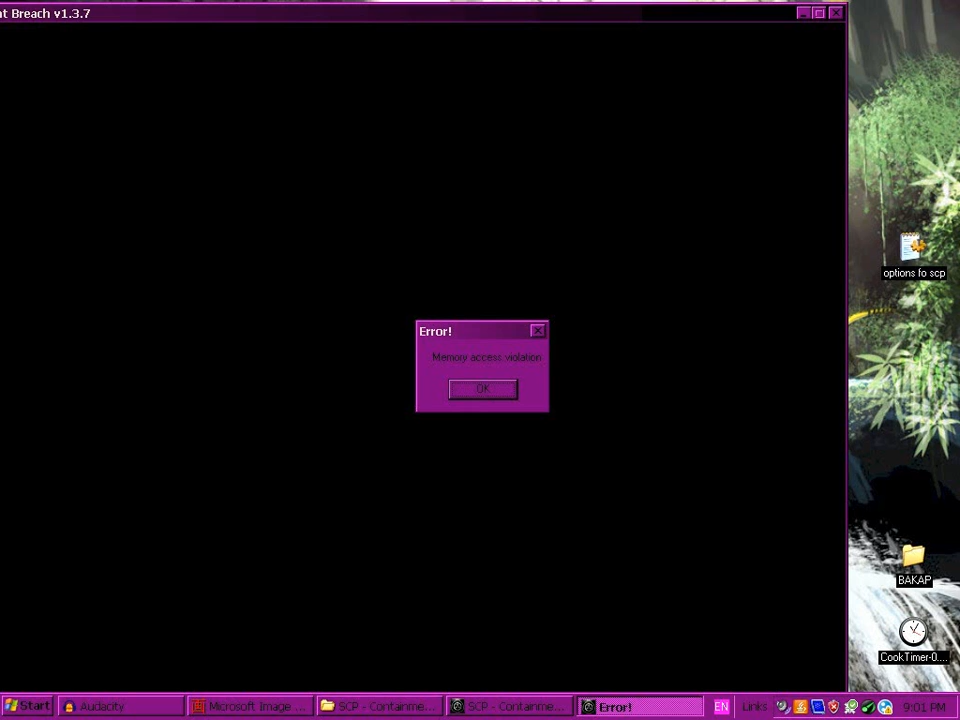 nt Breach v1.3.7
options fo scp
Error!
Memory access violation
OK
BAKAP
CookTimer-0....
Start
Audacity
Microsoft Image ...
SCP - Containme...
SCP - Containme...
Error!
EN
Links
9:01 PM